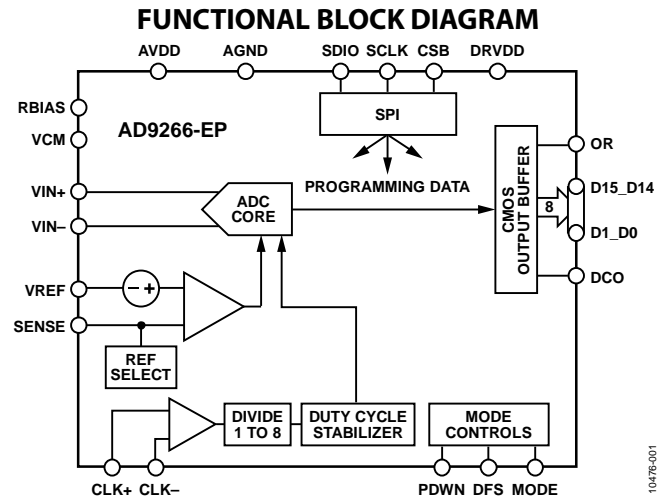 FUNCTIONAL BLOCK DIAGRAM
AVDD AGND SDIO SCLK CSB DRVDD
RBIAS
VCM
AD9266-EP
SPI
PROGRAMMING DATA
VIN+
VIN–
ADC
CORE
CMOS
OUTPUT BUFFER
OR
8
D15_D14
D1_D0
DCO
VREF
– +
SENSE
REF
SELECT
DIVIDE
1 TO 8
DUTY CYCLE
STABILIZER
MODE
CONTROLS
CLK+ CLK–
PDWN DFS MODE
10476-001